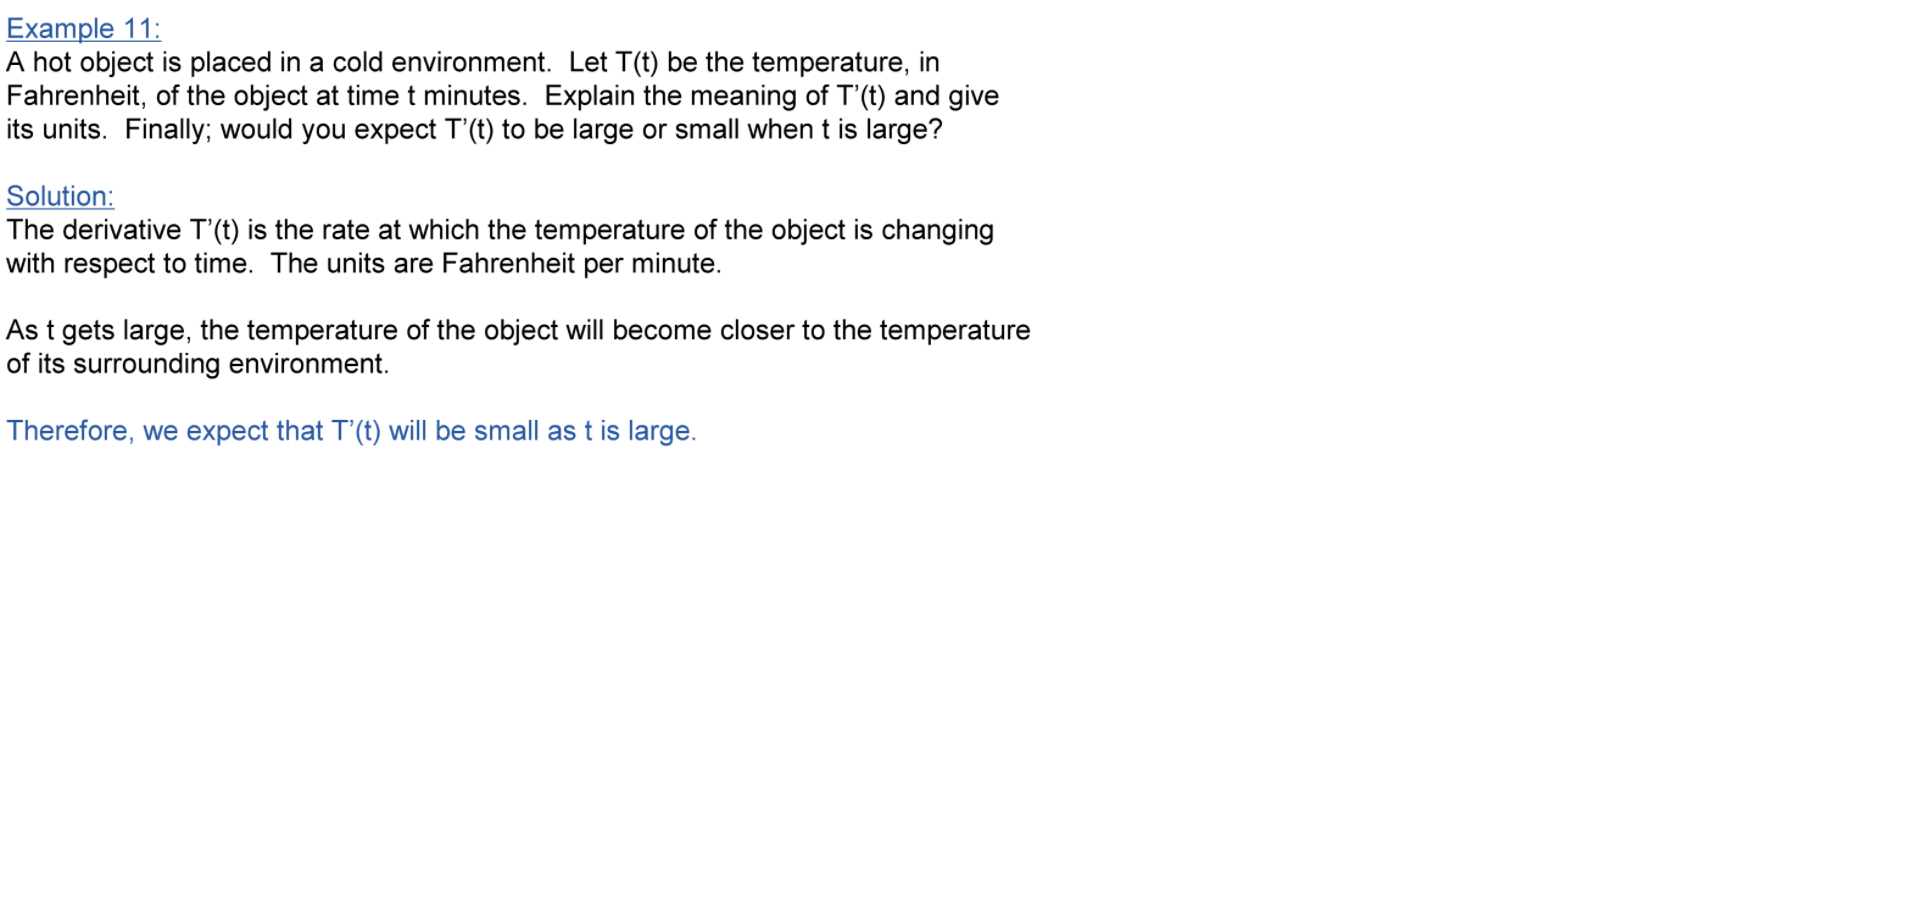 Example 11:
A hot object is placed in a cold environment.  Let T(t) be the temperature, in
Fahrenheit, of the object at time t minutes.  Explain the meaning of T’(t) and give
its units.  Finally; would you expect T’(t) to be large or small when t is large?
Solution:
The derivative T’(t) is the rate at which the temperature of the object is changing
with respect to time.  The units are Fahrenheit per minute.
As t gets large, the temperature of the object will become closer to the temperature
of its surrounding environment.
Therefore, we expect that T’(t) will be small as t is large.